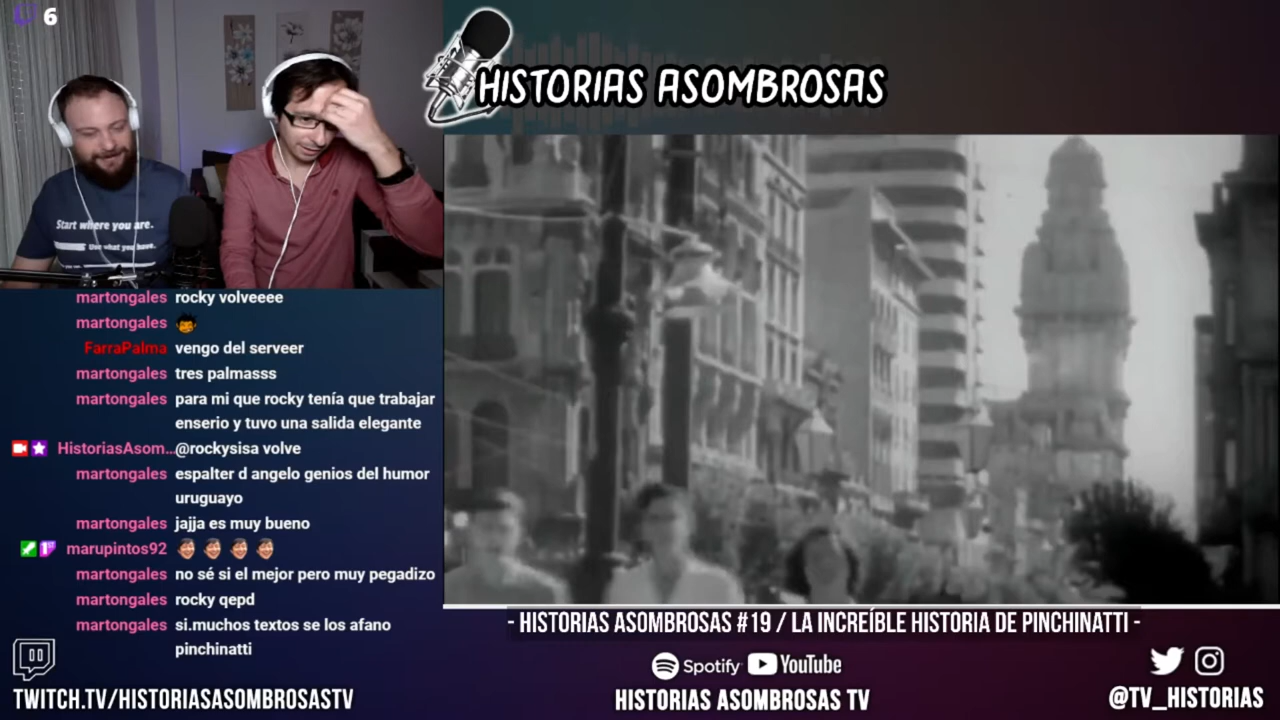 6
HISTORIAS ASOMBROSAS
Start where you are.
Use what you have.
martongales rocky volveeee
martongales
FarraPalma vengo del serveer
martongales tres palmasss
martongales para mi que rocky tenía que trabajar
enserio y tuvo una salida elegante
HistoriasAsom... @rockysisa volve
martongales espalter d angelo genios del humor
uruguayo
martongales jajja es muy bueno
marupintos92
martongales no sé si el mejor pero muy pegadizo
martongales rocky qepd
martongales si.muchos textos se los afano
pinchinatti
- HISTORIAS ASOMBROSAS #19 / LA INCREÍBLE HISTORIA DE PINCHINATTI -
Spotify YouTube
TWITCH.TV/HISTORIASASOMBROSASTV
HISTORIAS ASOMBROSAS TV
@TV_HISTORIAS